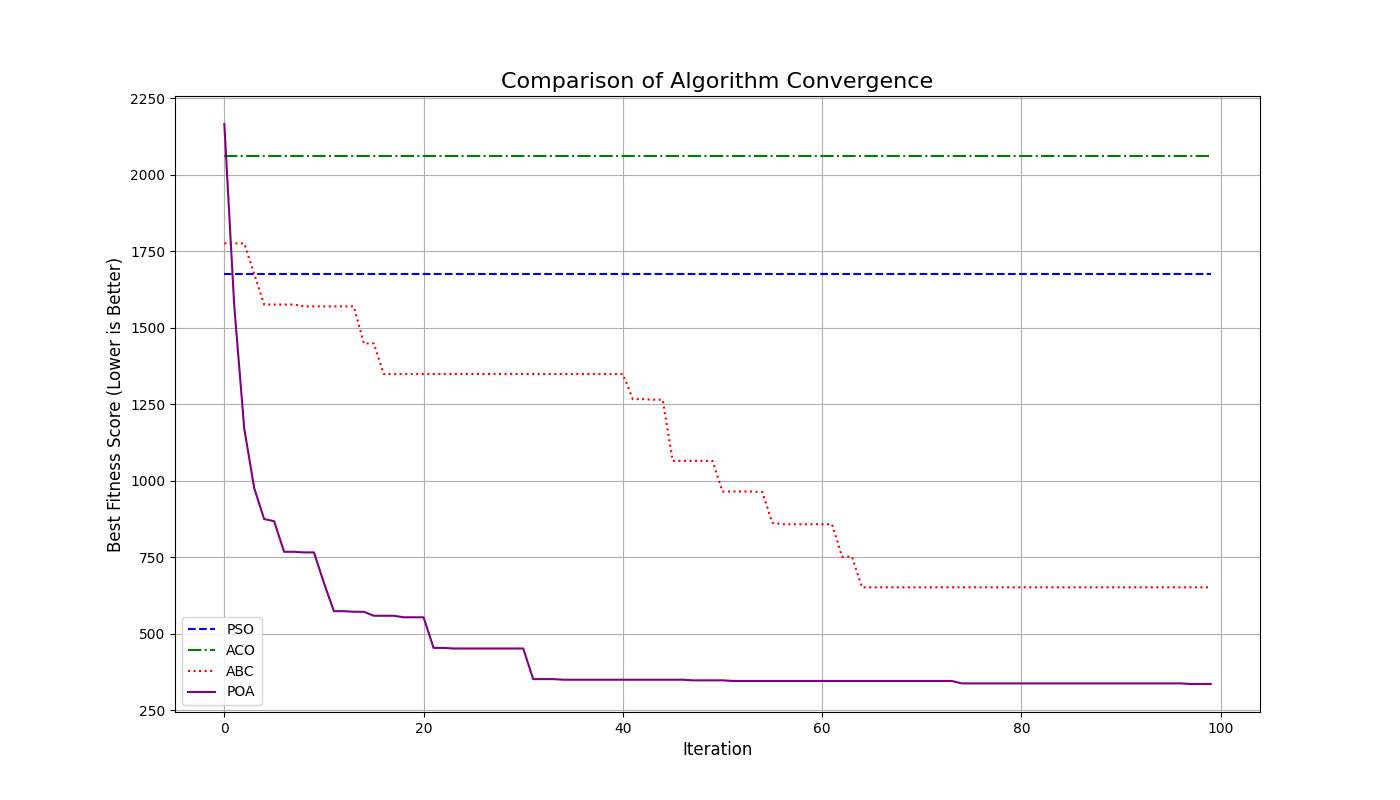 Comparison of Algorithm Convergence
Best Fitness Score (Lower is Better)
2250
2000
1750
1500
1250
1000
750
500
250
PSO
ACO
ABC
POA
0 20 40 60 80 100
Iteration